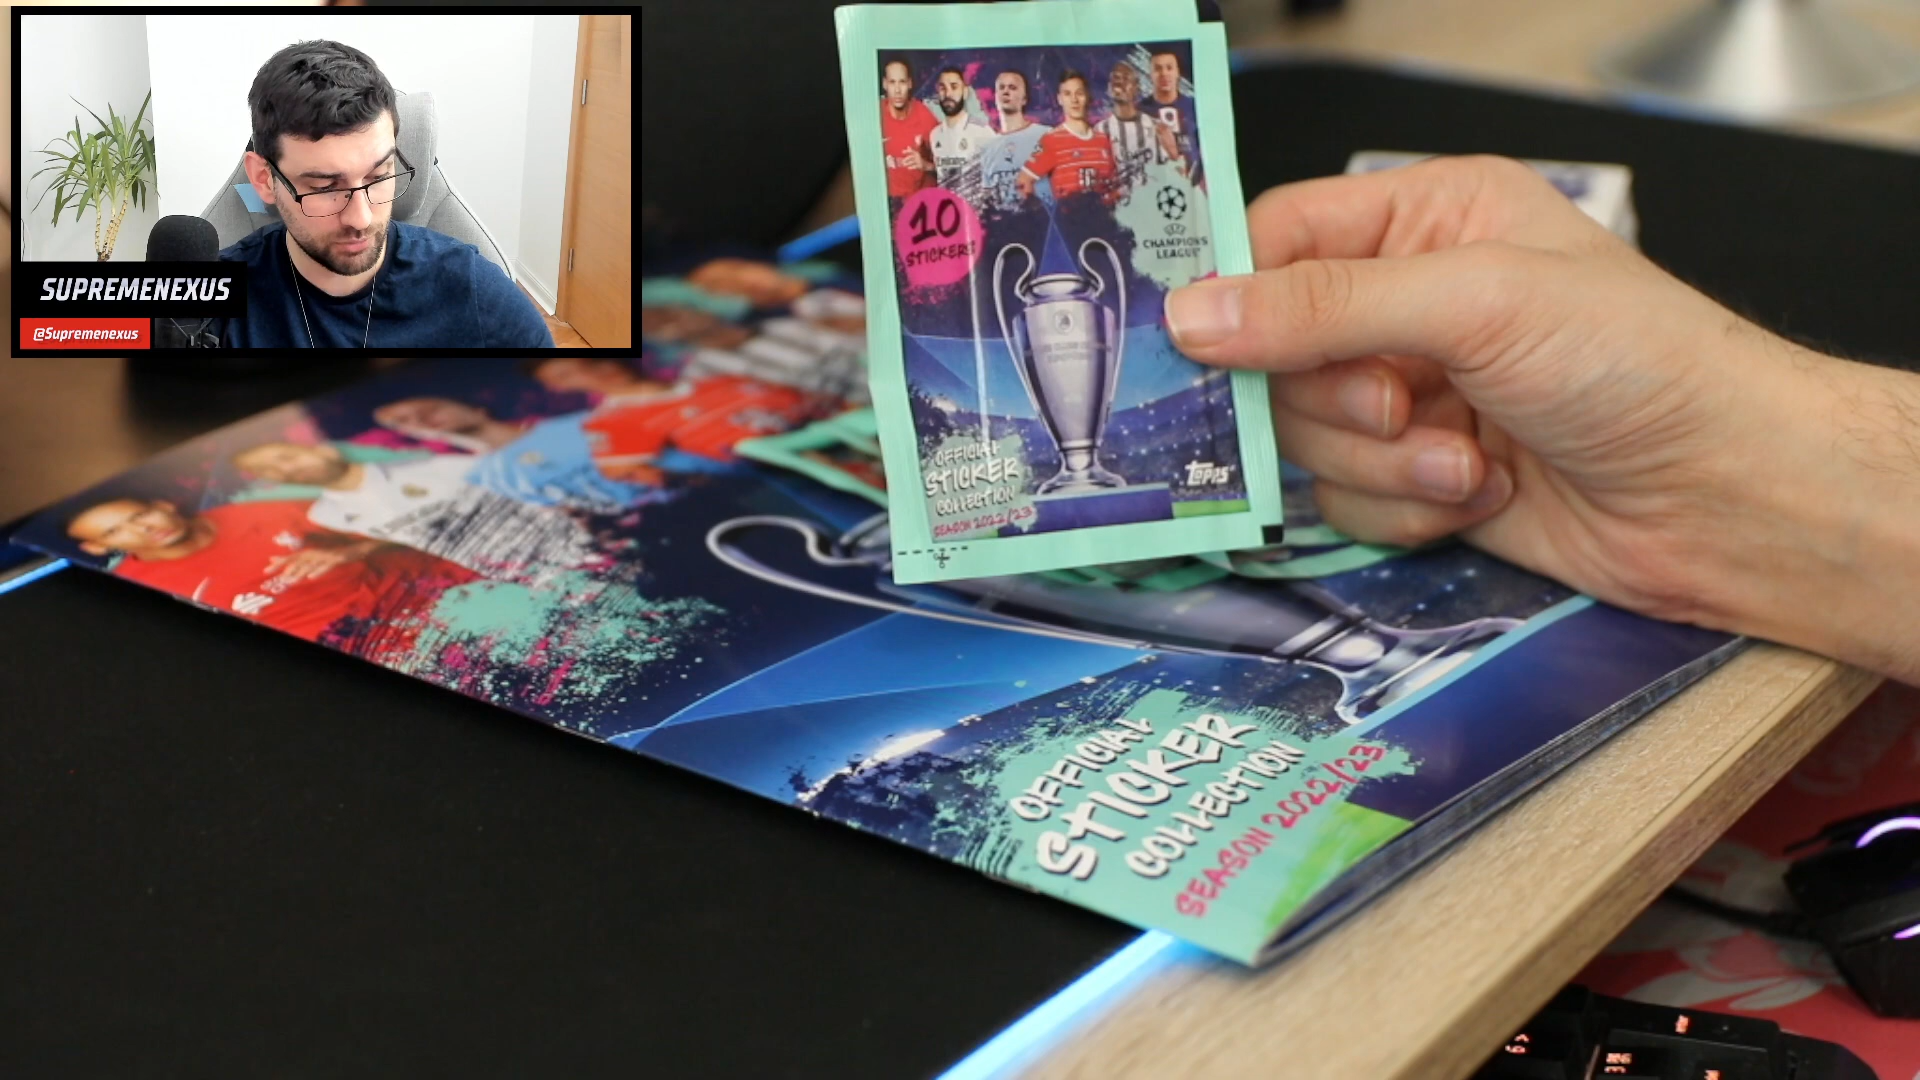 SUPREMENEXUS
@Supremenexus
10
STICKERS
CHAMPIONS
LEAGUE
OFFICIAL
STICKER
COLLECTION
SEASON 2022/23
topps
OFFICIAL
STICKER
COLLECTION
SEASON 2022/23